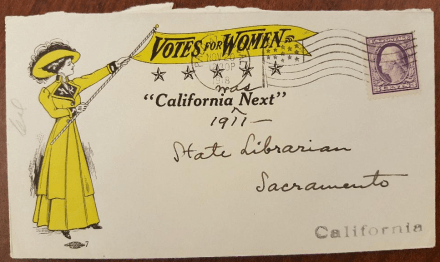 VOTES FOR WOMEN
was
"California Next"
1911 —
State Librarian
Sacramento
California